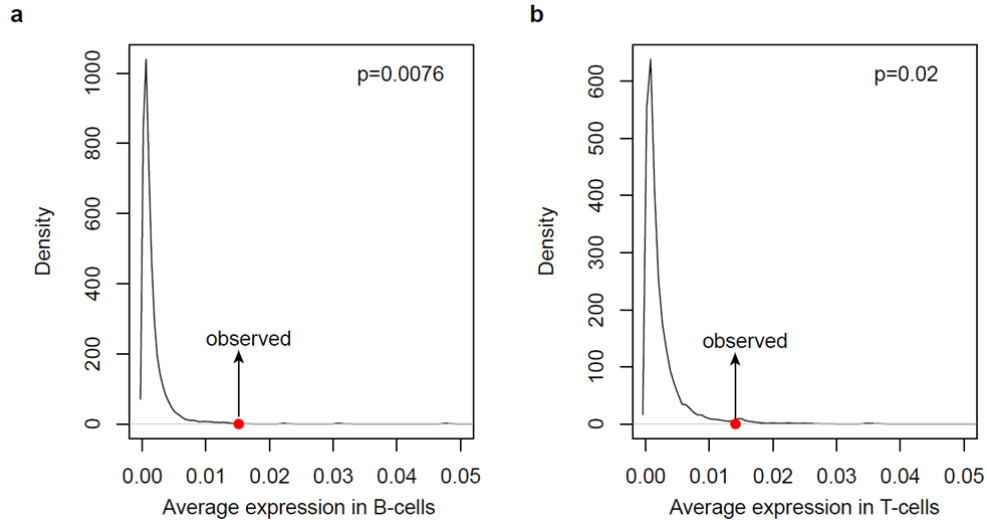 a
p=0.0076
Density
1000
800
600
400
200
0
observed
0.00 0.01 0.02 0.03 0.04 0.05
Average expression in B-cells
b
p=0.02
Density
600
500
400
300
200
100
0
observed
0.00 0.01 0.02 0.03 0.04 0.05
Average expression in T-cells